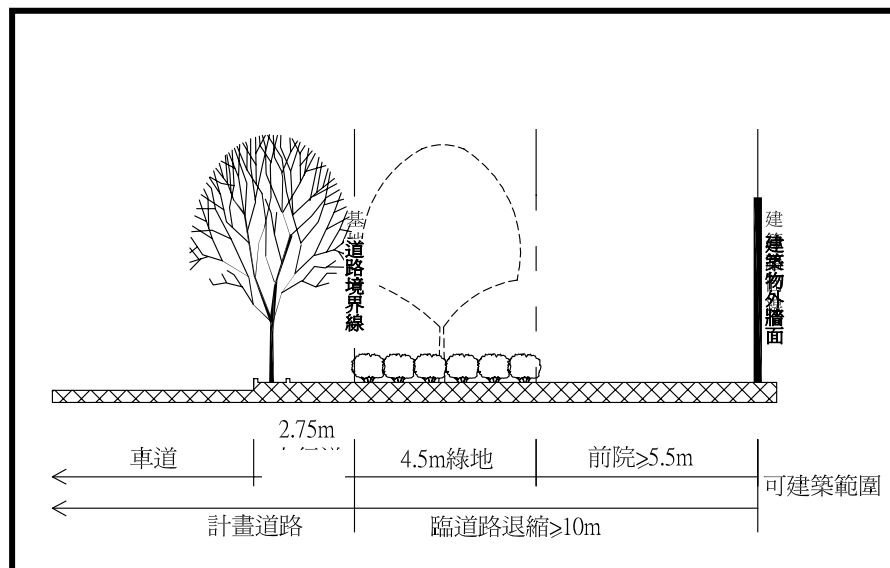 道路境界線
建築物外牆面
2.75m
車道
4.5m綠地
前院≥5.5m
可建築範圍
計畫道路
臨道路退縮≥10m